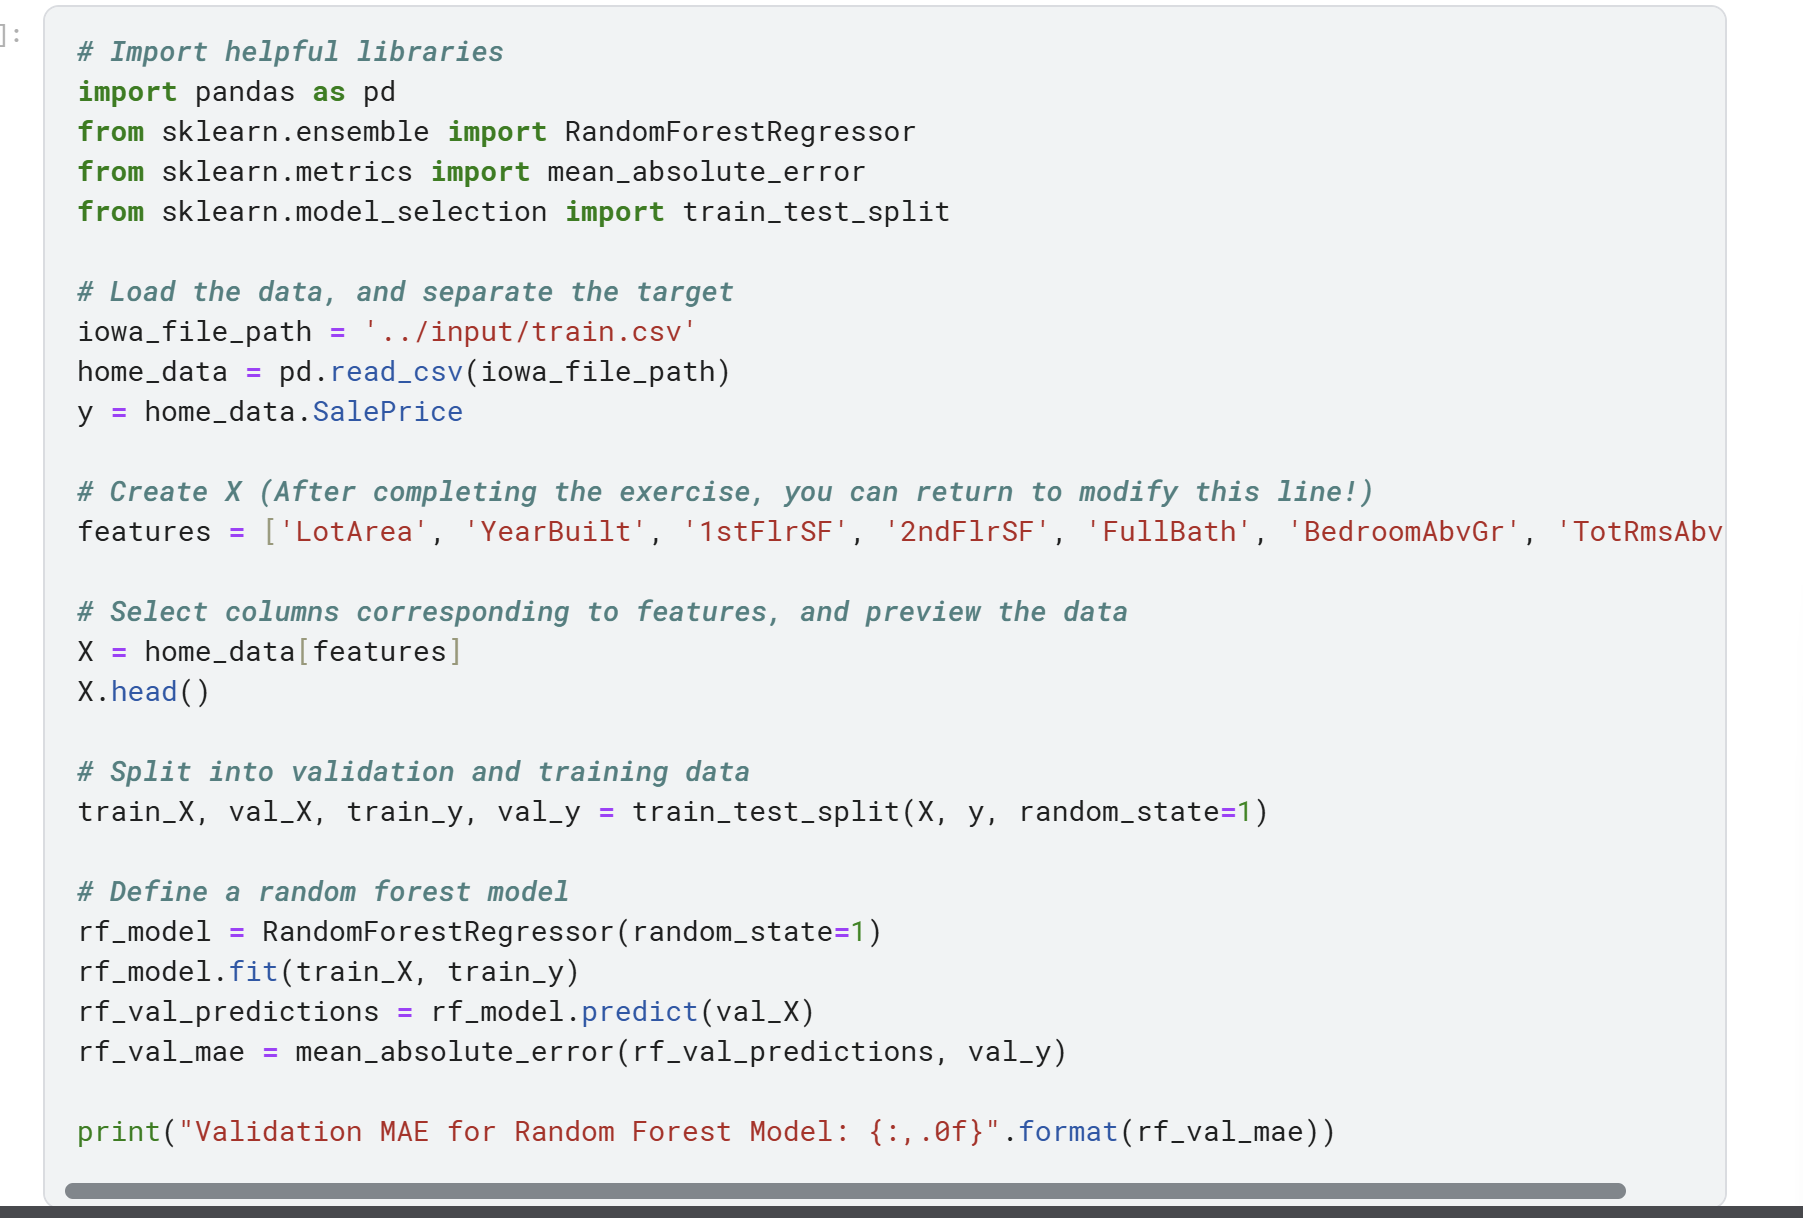 ]:
# Import helpful libraries
import pandas as pd
from sklearn.ensemble import RandomForestRegressor
from sklearn.metrics import mean_absolute_error
from sklearn.model_selection import train_test_split
# Load the data, and separate the target
iowa_file_path = '../input/train.csv'
home_data = pd.read_csv(iowa_file_path)
y = home_data.SalePrice
# Create X (After completing the exercise, you can return to modify this line!)
features = ['LotArea', 'YearBuilt', '1stFlrSF', '2ndFlrSF', 'FullBath', 'BedroomAbvGr', 'TotRmsAbv
# Select columns corresponding to features, and preview the data
X = home_data[features]
X.head()
# Split into validation and training data
train_X, val_X, train_y, val_y = train_test_split(X, y, random_state=1)
# Define a random forest model
rf_model = RandomForestRegressor(random_state=1)
rf_model.fit(train_X, train_y)
rf_val_predictions = rf_model.predict(val_X)
rf_val_mae = mean_absolute_error(rf_val_predictions, val_y)
print("Validation MAE for Random Forest Model: {:,.0f}".format(rf_val_mae))